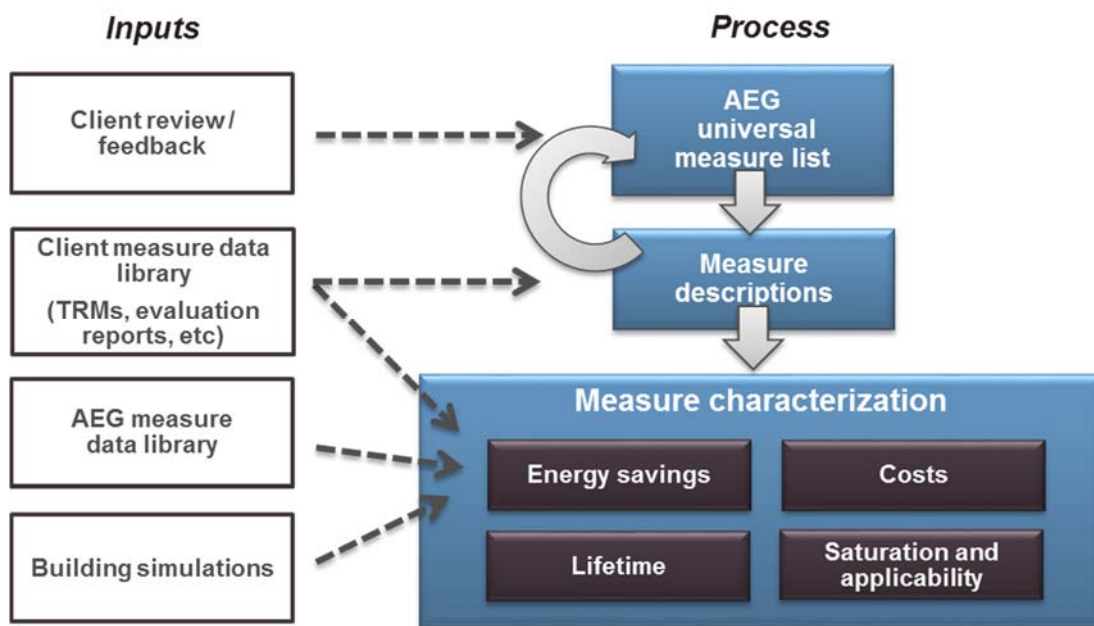 Inputs
Process
Client review /
feedback
AEG
universal
measure list
Client measure data
library
(TRMs, evaluation
reports, etc)
Measure
descriptions
AEG measure
data library
Building simulations
Measure characterization
Energy savings
Costs
Lifetime
Saturation and
applicability